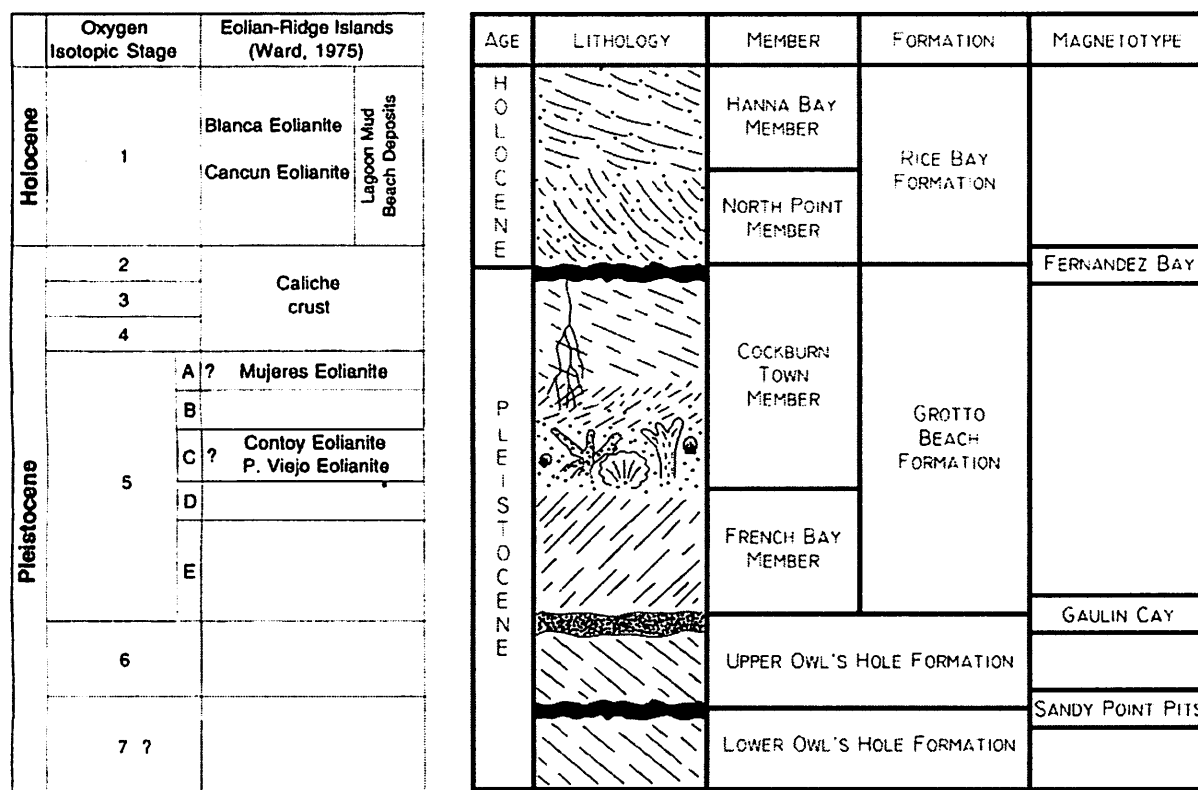 Oxygen
Isotopic Stage
Eolian-Ridge Islands
(Ward, 1975)
Holocene
1
Blanca Eolianite
Cancun Eolianite
Lagoon Mud
Beach Deposits
Pleistocene
2
3
4
Caliche
crust
5
A
? Mujeres Eolianite
B
C
? Contoy Eolianite
P. Viejo Eolianite
D
E
6
7 ?
AGE
LITHOLOGY
MEMBER
FORMATION
MAGNETOTYPE
HOLOCENE
HANNA BAY
MEMBER
NORTH POINT
MEMBER
RICE BAY
FORMATION
FERNANDEZ BAY
PLEISTOCENE
COCKBURN
TOWN
MEMBER
FRENCH BAY
MEMBER
GROTTO
BEACH
FORMATION
GAULIN CAY
UPPER OWL'S HOLE FORMATION
SANDY POINT PITS
LOWER OWL'S HOLE FORMATION